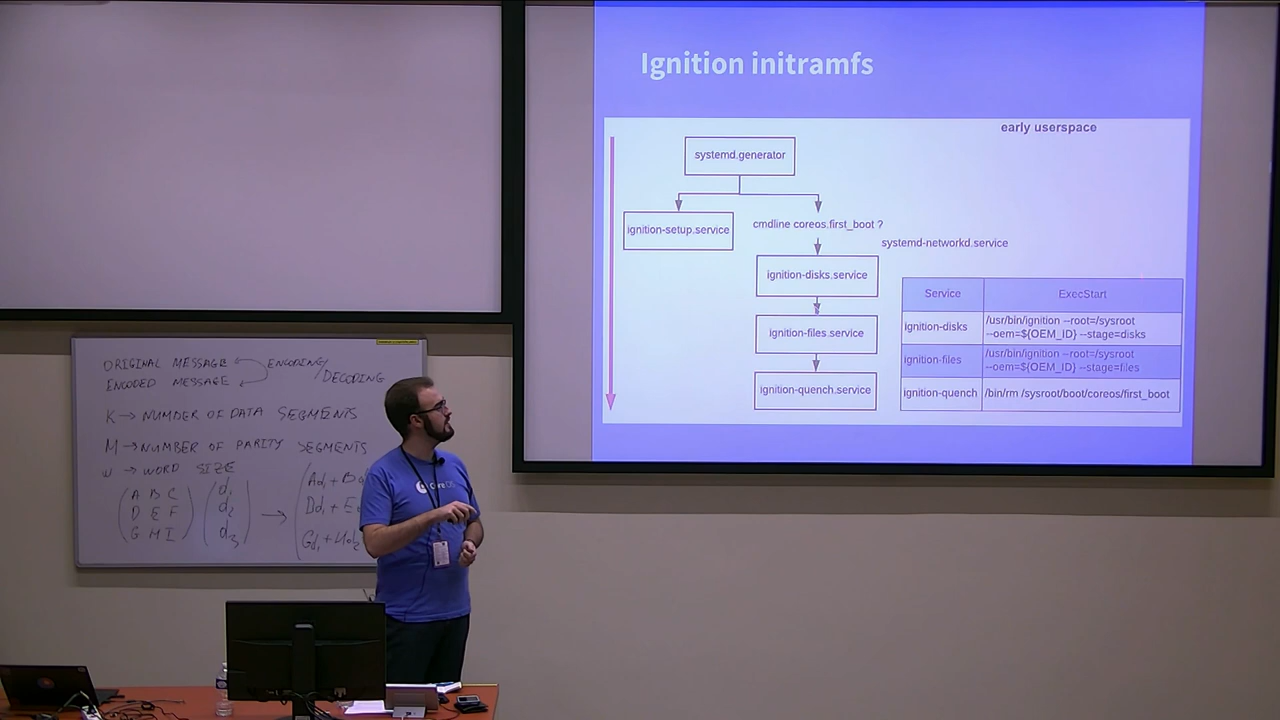 Ignition initramfs
early userspace
systemd.generator
ignition-setup.service
cmdline coreos.first_boot ?
systemd-networkd.service
ignition-disks.service
ignition-files.service
ignition-quench.service
Service ExecStart
ignition-disks /usr/bin/ignition --root=/sysroot
--oem=${OEM_ID} --stage=disks
ignition-files /usr/bin/ignition --root=/sysroot
--oem=${OEM_ID} --stage=files
ignition-quench /bin/rm /sysroot/boot/coreos/first_boot
ORIGINAL MESSAGE ENCODING/
ENCODED MESSAGE DECODING
K → NUMBER OF DATA SEGMENTS
M → NUMBER OF PARITY SEGMENTS
W → WORD SIZE
A B C d1 Ad1 + B
D E F d2 → Dd1 + E
G H I d3 Gd1 + Hd2
Core OS